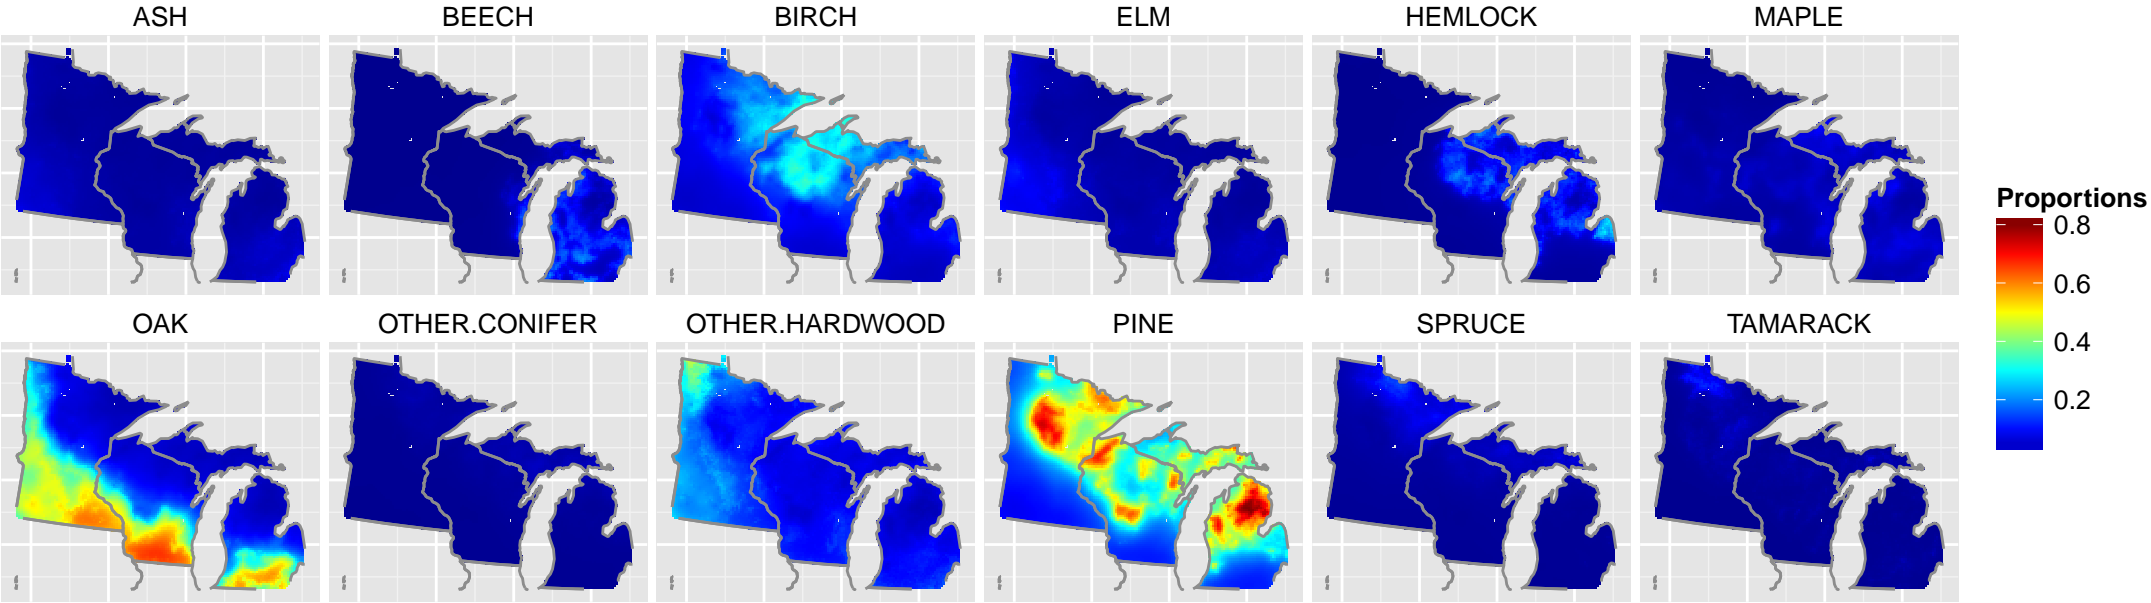 ASH BEECH BIRCH ELM HEMLOCK MAPLE
Proportions
0.8
0.6
0.4
0.2
OAK OTHER.CONIFER OTHER.HARDWOOD PINE SPRUCE TAMARACK